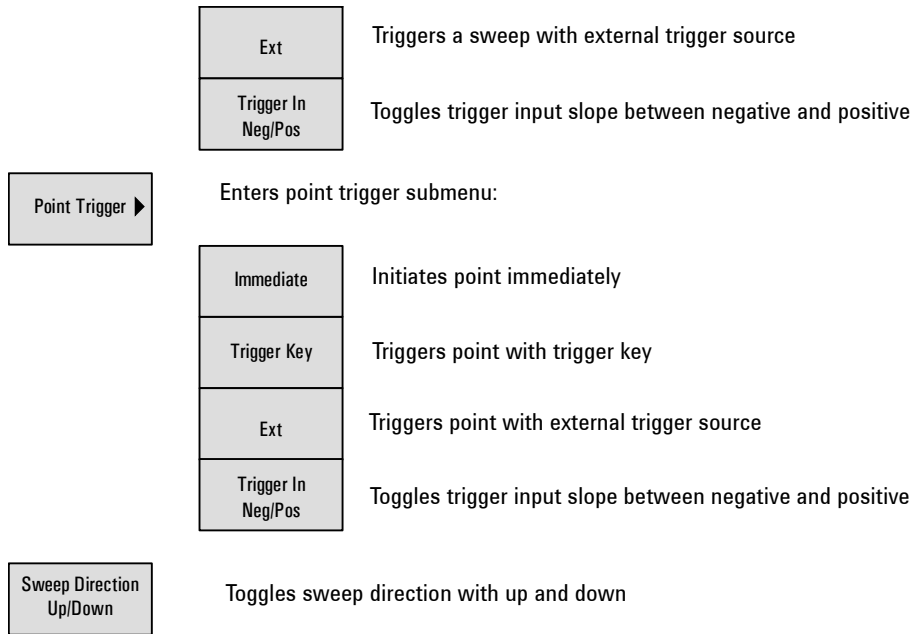 Ext
Triggers a sweep with external trigger source
Trigger In
Neg/Pos
Toggles trigger input slope between negative and positive
Point Trigger
Enters point trigger submenu:
Immediate
Initiates point immediately
Trigger Key
Triggers point with trigger key
Ext
Triggers point with external trigger source
Trigger In
Neg/Pos
Toggles trigger input slope between negative and positive
Sweep Direction
Up/Down
Toggles sweep direction with up and down